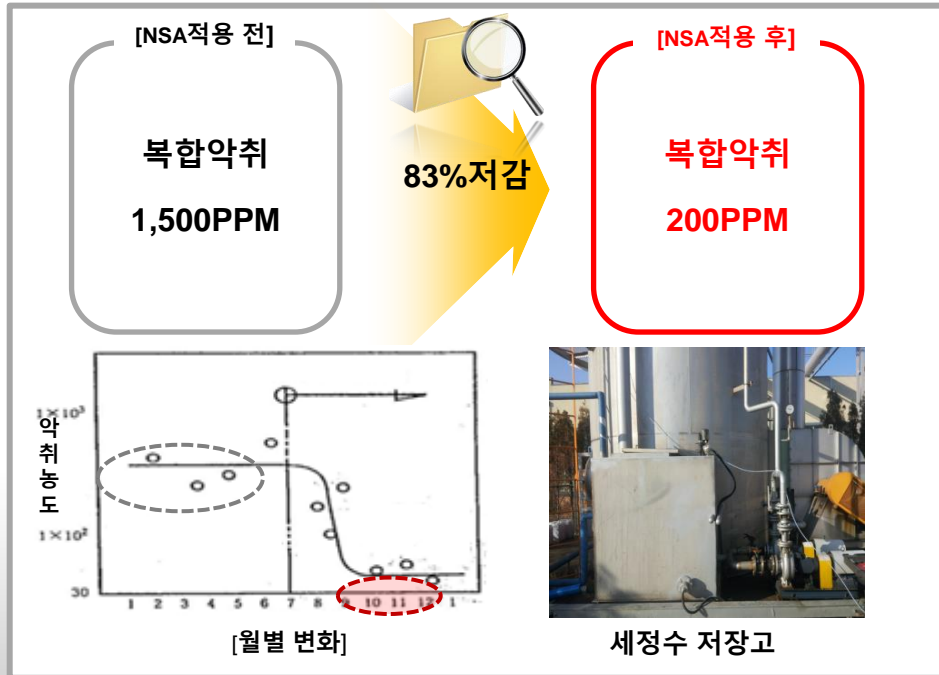 [NSA적용 전]
복합악취
1,500PPM
83%저감
[NSA적용 후]
복합악취
200PPM
악취농도
1×10³
1×10²
30
1 2 3 4 5 6 7 8 9 10 11 12 1
[월별 변화]
세정수 저장고